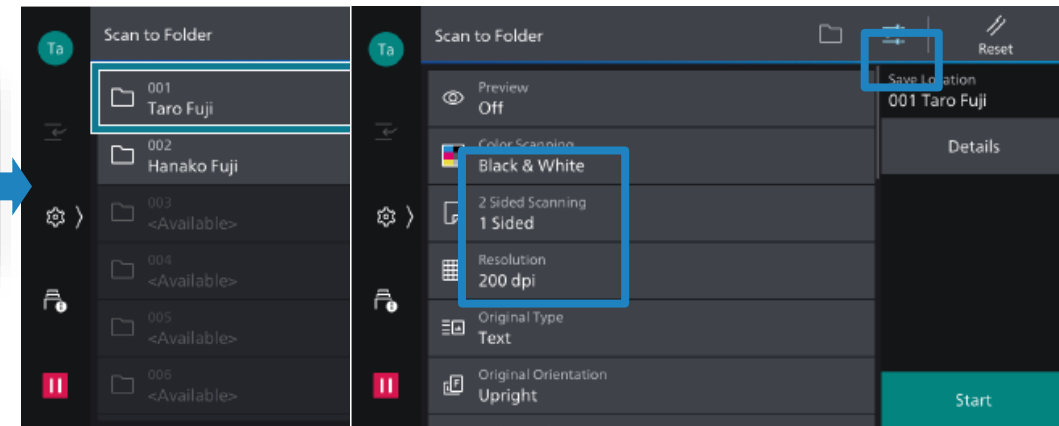 Ta
Scan to Folder
001
Taro Fuji
002
Hanako Fuji
003
<Available>
004
<Available>
005
<Available>
006
<Available>
Ta
Scan to Folder
Reset
Preview
Off
Color Scanning
Black & White
2 Sided Scanning
1 Sided
Resolution
200 dpi
Original Type
Text
Original Orientation
Upright
Save Location
001 Taro Fuji
Details
Start